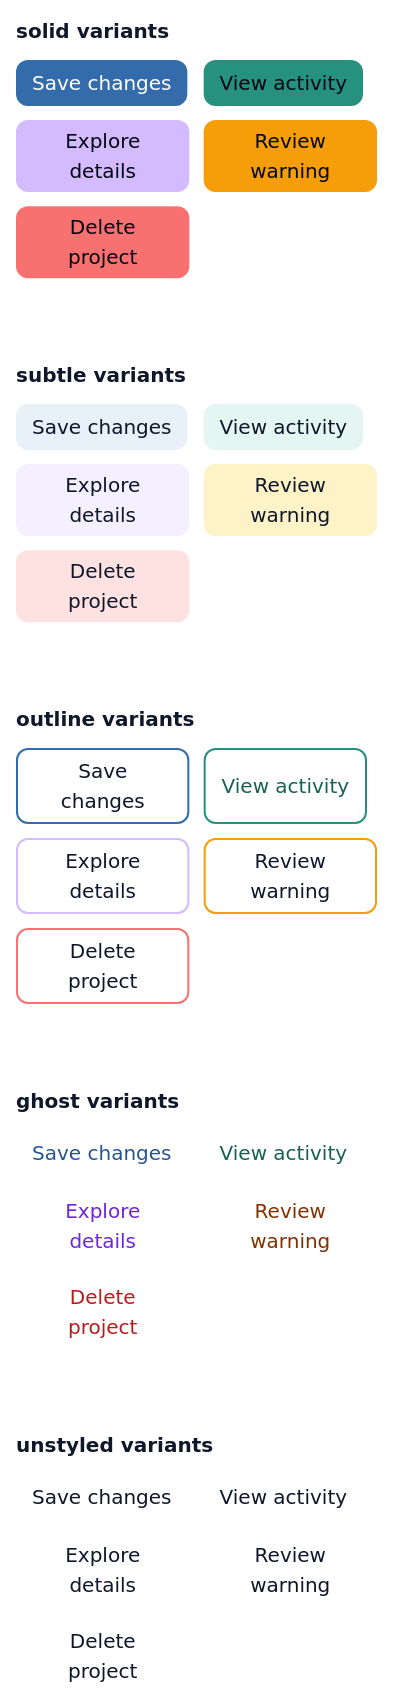 solid variants
Save changes
View activity
Explore
details
Review
warning
Delete
project
subtle variants
Save changes
View activity
Explore
details
Review
warning
Delete
project
outline variants
Save
changes
View activity
Explore
details
Review
warning
Delete
project
ghost variants
Save changes
View activity
Explore
details
Review
warning
Delete
project
unstyled variants
Save changes
View activity
Explore
details
Review
warning
Delete
project